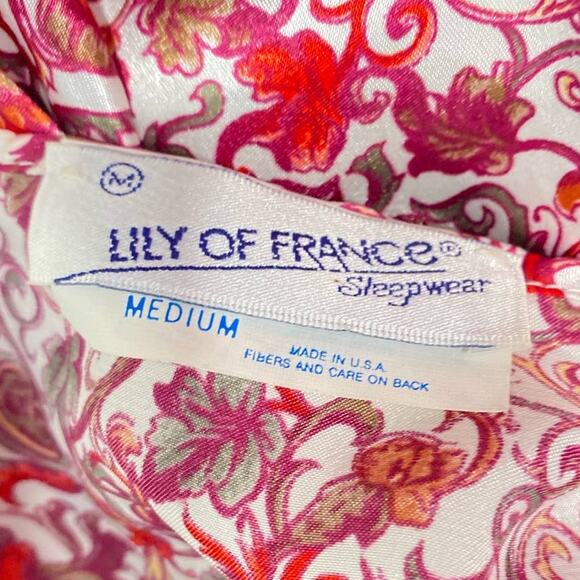 M
LILY OF FRANCe®
Sleepwear
MEDIUM
MADE IN U.S.A.
FIBERS AND CARE ON BACK